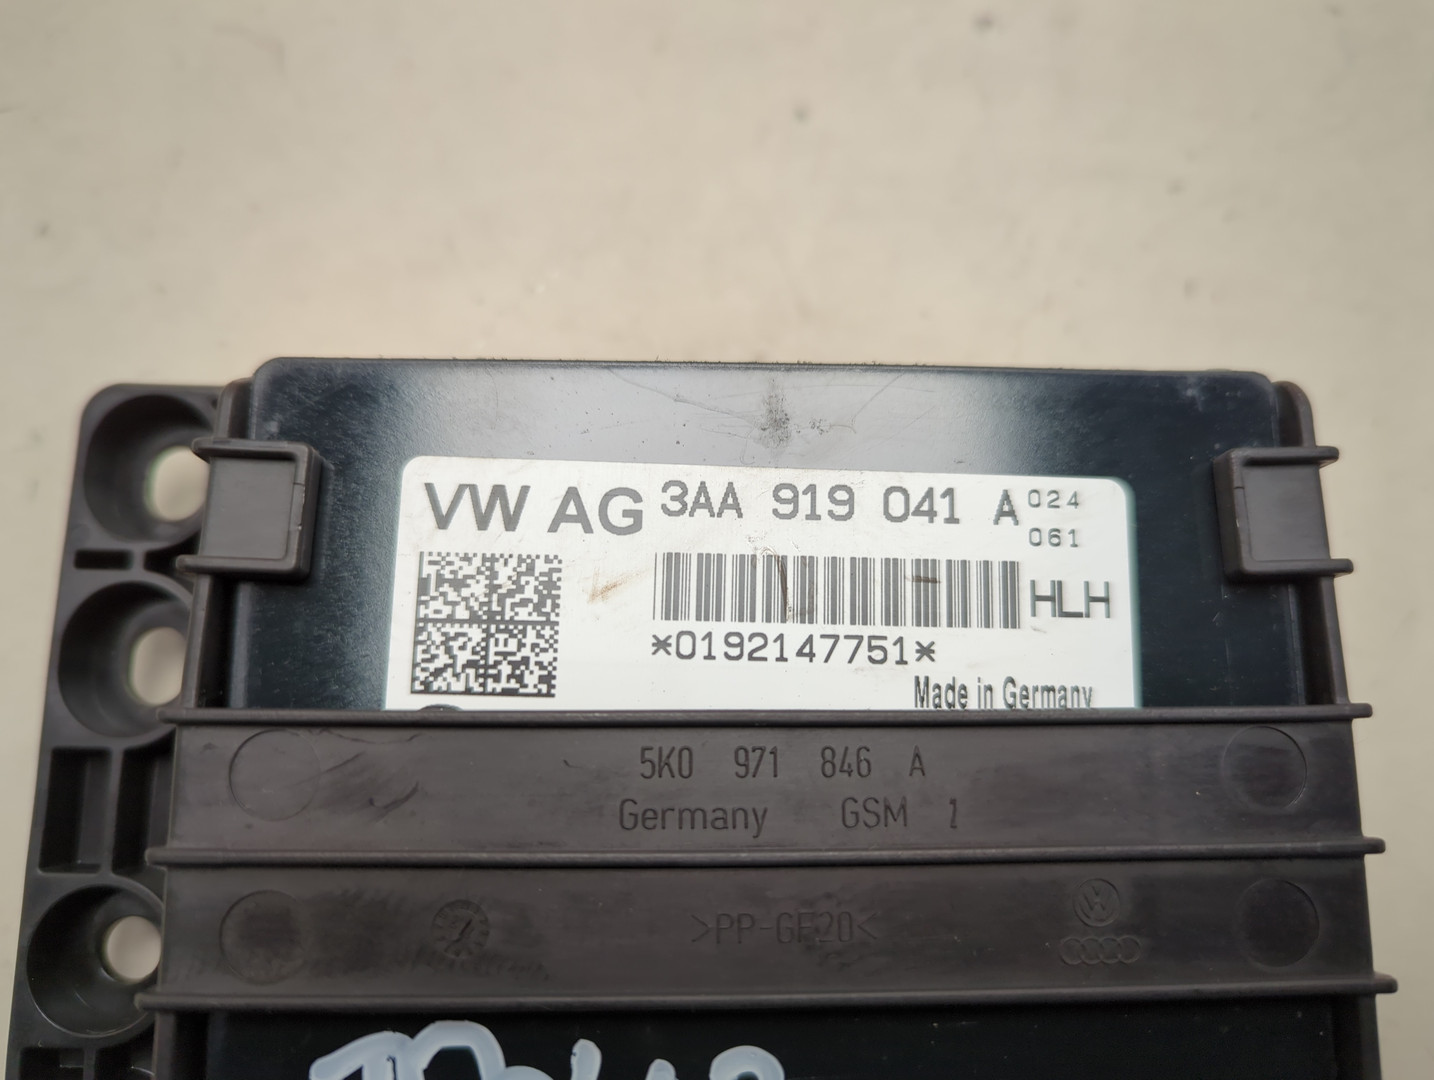 VW AG 3AA 919 041 A 024
061
HLH
*0192147751*
Made in Germany
5K0 971 846 A
Germany GSM 1
>PP-GF20<